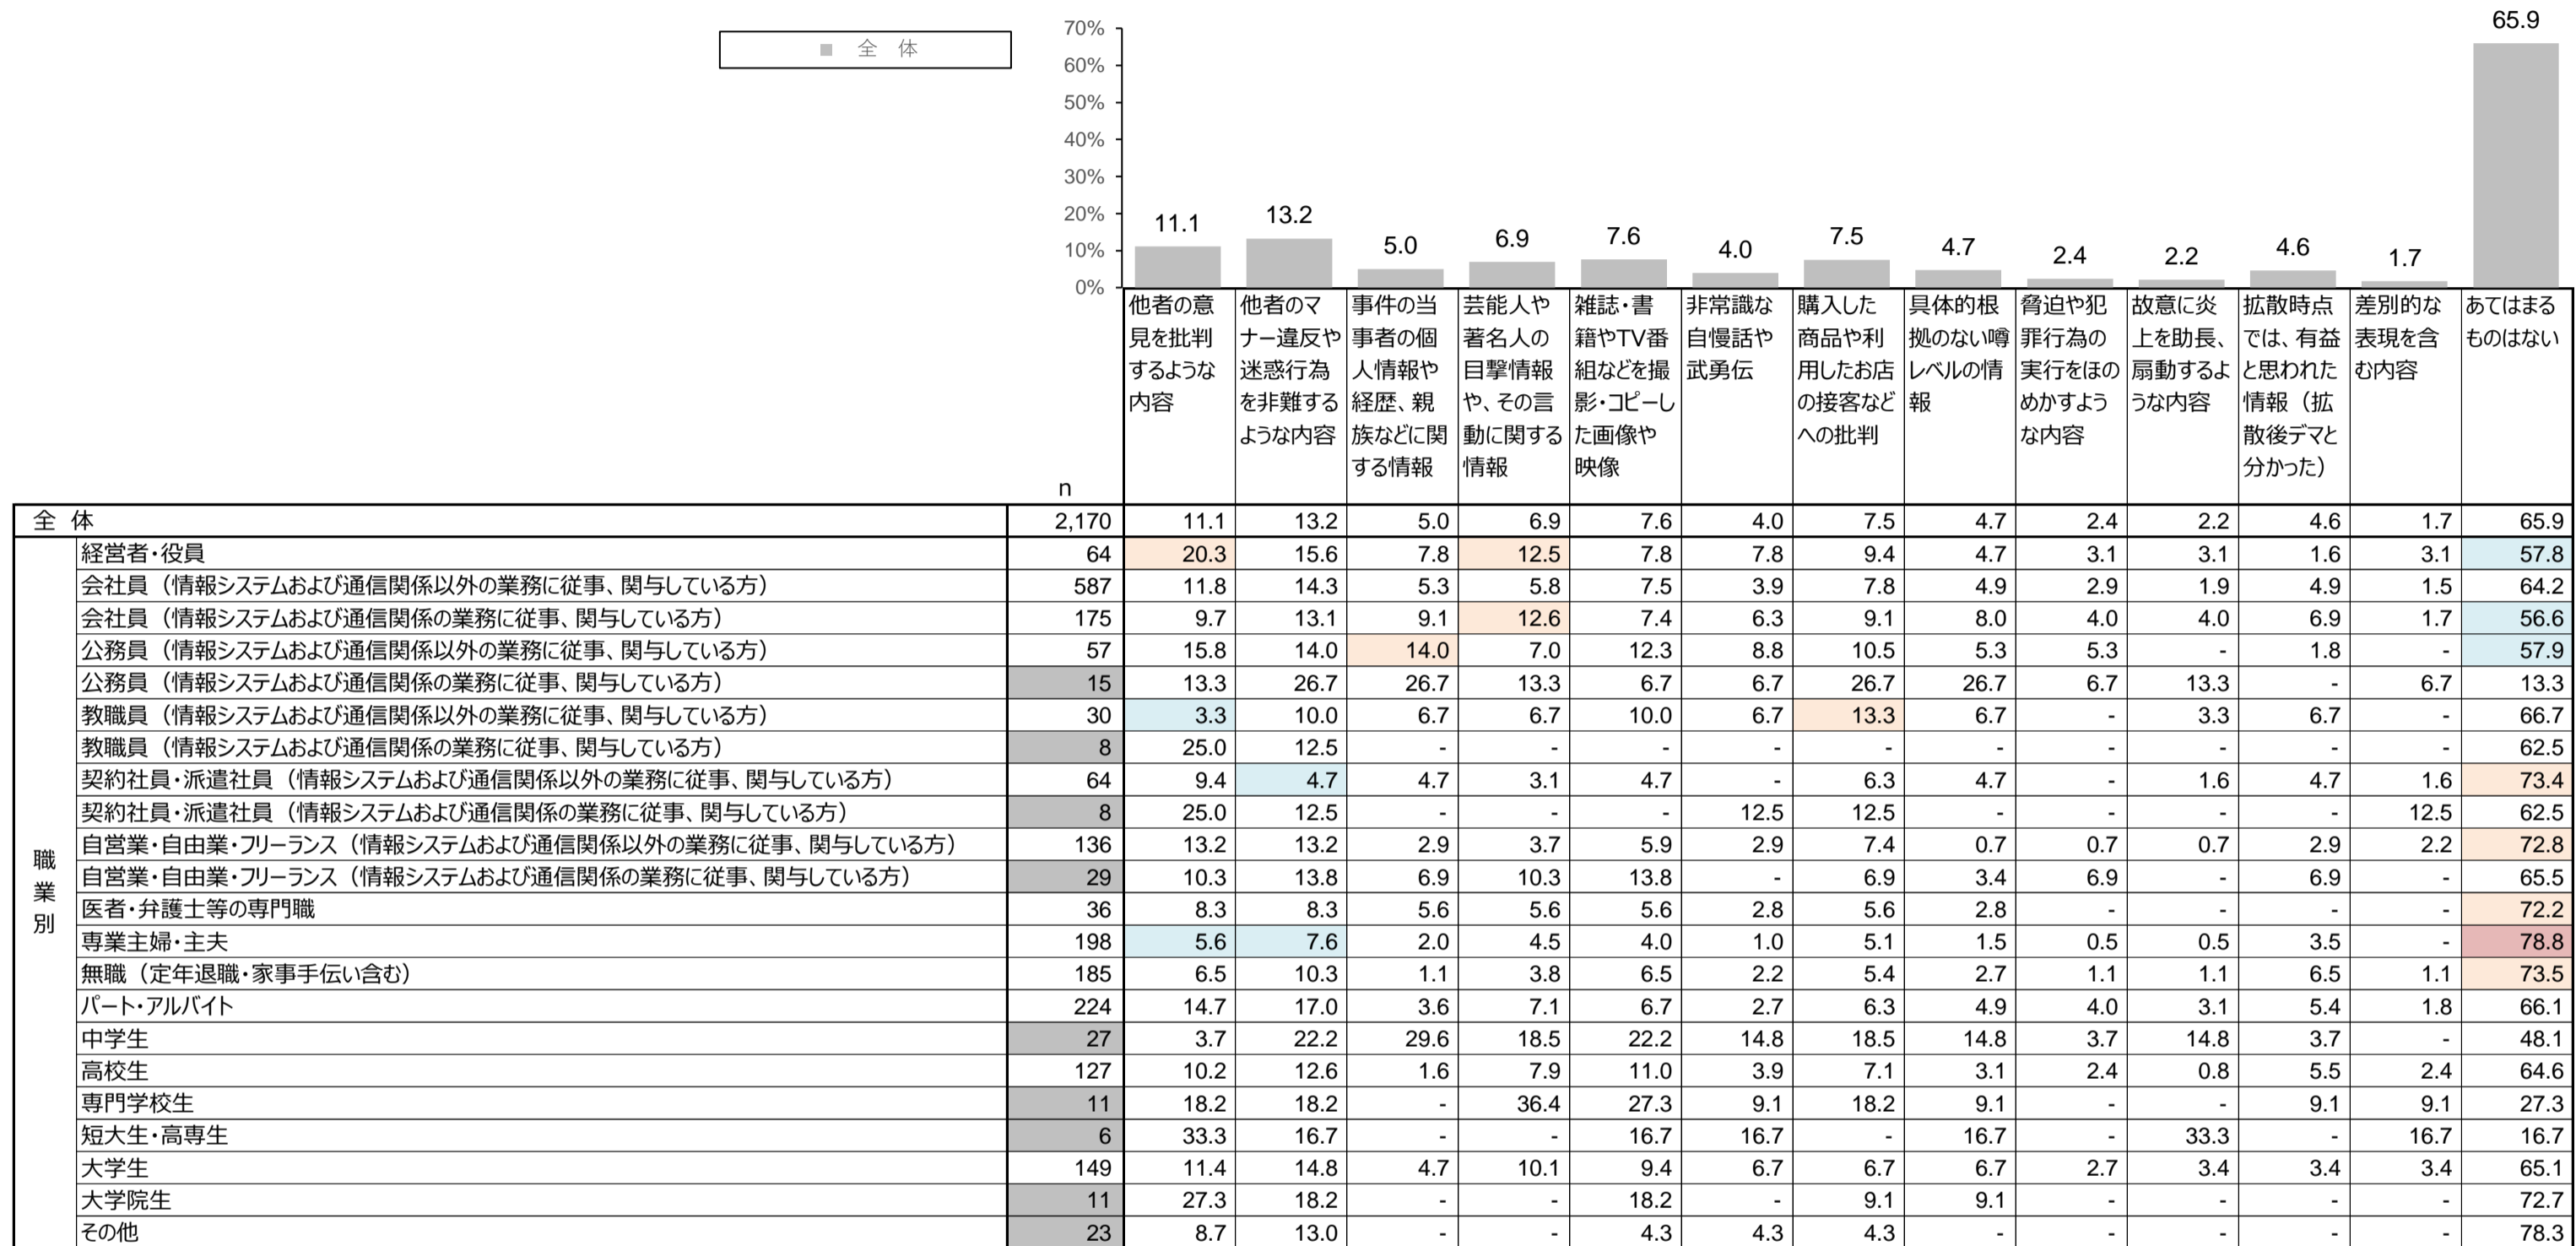 ■ 全 体
70%
60%
50%
40%
30%
20%
10%
0%
11.1 13.2 5.0 6.9 7.6 4.0 7.5 4.7 2.4 2.2 4.6 1.7 65.9
他者の意
見を批判
するような
内容
他者のマ
ナー違反や
迷惑行為
を非難する
ような内容
事件の当
事者の個
人情報や
経歴、親
族などに関
する情報
芸能人や
著名人の
目撃情報
や、その言
動に関する
情報
雑誌・書
籍やTV番
組などを撮
影・コピーし
た画像や
映像
非常識な
自慢話や
武勇伝
購入した
商品や利
用したお店
の接客など
への批判
具体的根
拠のない噂
レベルの情
報
脅迫や犯
罪行為の
実行をほの
めかすよう
な内容
故意に炎
上を助長、
扇動するよ
うな内容
拡散時点
では、有益
と思われた
情報（拡
散後デマと
分かった）
差別的な
表現を含
む内容
あてはまる
ものはない
n
全 体 2,170 11.1 13.2 5.0 6.9 7.6 4.0 7.5 4.7 2.4 2.2 4.6 1.7 65.9
職業別
経営者・役員 64 20.3 15.6 7.8 12.5 7.8 7.8 9.4 4.7 3.1 3.1 1.6 3.1 57.8
会社員（情報システムおよび通信関係以外の業務に従事、関与している方） 587 11.8 14.3 5.3 5.8 7.5 3.9 7.8 4.9 2.9 1.9 4.9 1.5 64.2
会社員（情報システムおよび通信関係の業務に従事、関与している方） 175 9.7 13.1 9.1 12.6 7.4 6.3 9.1 8.0 4.0 4.0 6.9 1.7 56.6
公務員（情報システムおよび通信関係以外の業務に従事、関与している方） 57 15.8 14.0 14.0 7.0 12.3 8.8 10.5 5.3 5.3 - 1.8 - 57.9
公務員（情報システムおよび通信関係の業務に従事、関与している方） 15 13.3 26.7 26.7 13.3 6.7 6.7 26.7 26.7 6.7 13.3 - 6.7 13.3
教職員（情報システムおよび通信関係以外の業務に従事、関与している方） 30 3.3 10.0 6.7 6.7 10.0 6.7 13.3 6.7 - 3.3 6.7 - 66.7
教職員（情報システムおよび通信関係の業務に従事、関与している方） 8 25.0 12.5 - - - - - - - - - - 62.5
契約社員・派遣社員（情報システムおよび通信関係以外の業務に従事、関与している方） 64 9.4 4.7 4.7 3.1 4.7 - 6.3 4.7 - 1.6 4.7 1.6 73.4
契約社員・派遣社員（情報システムおよび通信関係の業務に従事、関与している方） 8 25.0 12.5 - - - 12.5 12.5 - - - - 12.5 62.5
自営業・自由業・フリーランス（情報システムおよび通信関係以外の業務に従事、関与している方） 136 13.2 13.2 2.9 3.7 5.9 2.9 7.4 0.7 0.7 0.7 2.9 2.2 72.8
自営業・自由業・フリーランス（情報システムおよび通信関係の業務に従事、関与している方） 29 10.3 13.8 6.9 10.3 13.8 - 6.9 3.4 6.9 - 6.9 - 65.5
医者・弁護士等の専門職 36 8.3 8.3 5.6 5.6 5.6 2.8 5.6 2.8 - - - - 72.2
専業主婦・主夫 198 5.6 7.6 2.0 4.5 4.0 1.0 5.1 1.5 0.5 0.5 3.5 - 78.8
無職（定年退職・家事手伝い含む） 185 6.5 10.3 1.1 3.8 6.5 2.2 5.4 2.7 1.1 1.1 6.5 1.1 73.5
パート・アルバイト 224 14.7 17.0 3.6 7.1 6.7 2.7 6.3 4.9 4.0 3.1 5.4 1.8 66.1
中学生 27 3.7 22.2 29.6 18.5 22.2 14.8 18.5 14.8 3.7 14.8 3.7 - 48.1
高校生 127 10.2 12.6 1.6 7.9 11.0 3.9 7.1 3.1 2.4 0.8 5.5 2.4 64.6
専門学校生 11 18.2 18.2 - 36.4 27.3 9.1 18.2 9.1 - - 9.1 9.1 27.3
短大生・高専生 6 33.3 16.7 - - 16.7 16.7 - 16.7 - 33.3 - 16.7 16.7
大学生 149 11.4 14.8 4.7 10.1 9.4 6.7 6.7 6.7 2.7 3.4 3.4 3.4 65.1
大学院生 11 27.3 18.2 - - 18.2 - 9.1 9.1 - - - - 72.7
その他 23 8.7 13.0 - - 4.3 4.3 4.3 - - - - - 78.3